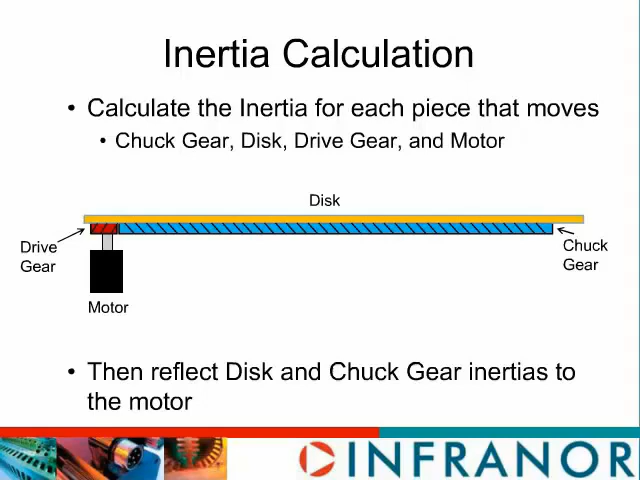 Inertia Calculation
• Calculate the Inertia for each piece that moves
• Chuck Gear, Disk, Drive Gear, and Motor
Disk
Drive
Gear
Chuck
Gear
Motor
• Then reflect Disk and Chuck Gear inertias to
the motor
INFRANOR